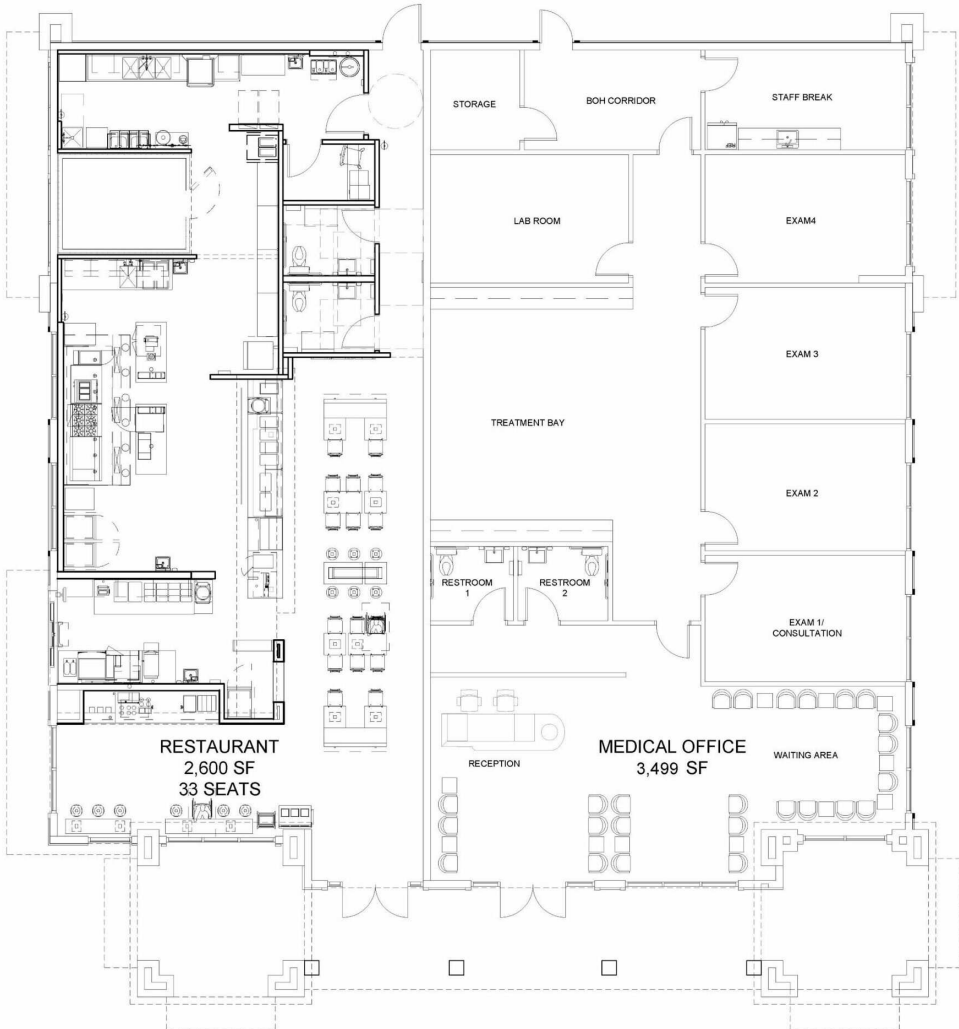 STORAGE
BOH CORRIDOR
STAFF BREAK
LAB ROOM
EXAM4
EXAM 3
TREATMENT BAY
EXAM 2
RESTROOM
1
RESTROOM
2
EXAM 1/
CONSULTATION
RESTAURANT
2,600 SF
33 SEATS
RECEPTION
MEDICAL OFFICE
3,499 SF
WAITING AREA